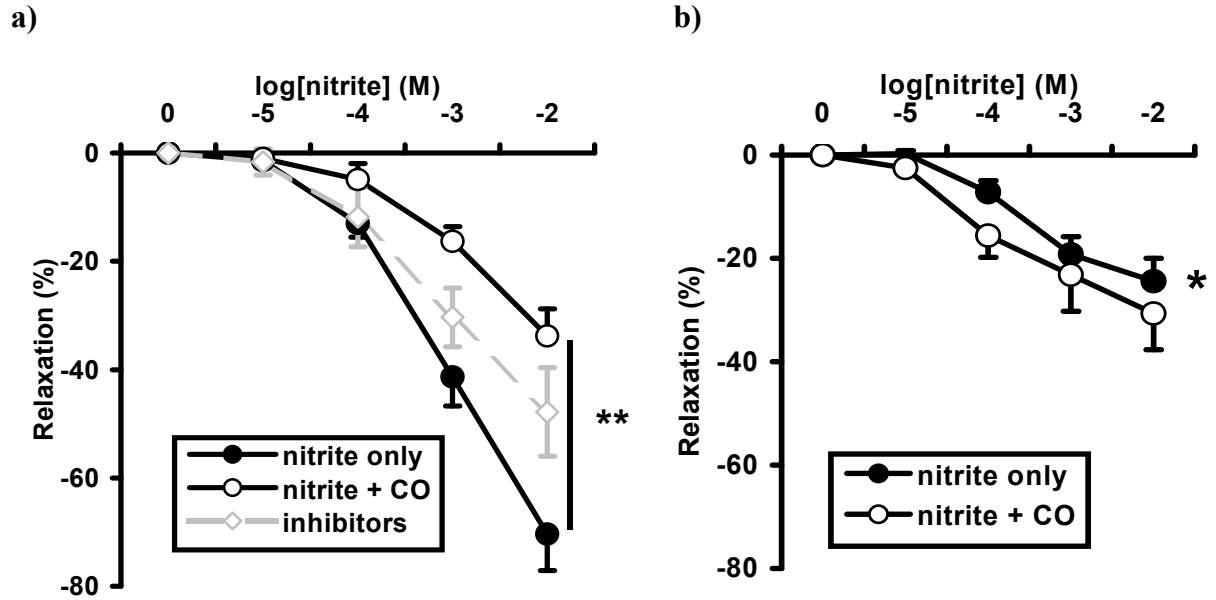 a)
log[nitrite] (M)
0 -5 -4 -3 -2
0
-20
-40
-60
-80
Relaxation (%)
**
nitrite only
nitrite + CO
inhibitors
b)
log[nitrite] (M)
0 -5 -4 -3 -2
0
-20
-40
-60
-80
Relaxation (%)
*
nitrite only
nitrite + CO